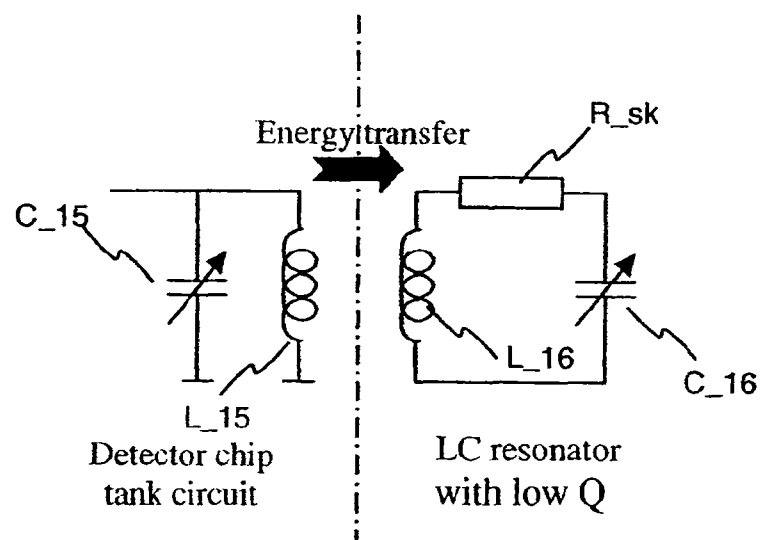 Energy transfer
R_sk
C_15
L_15
L_16
C_16
Detector chip
tank circuit
LC resonator
with low Q